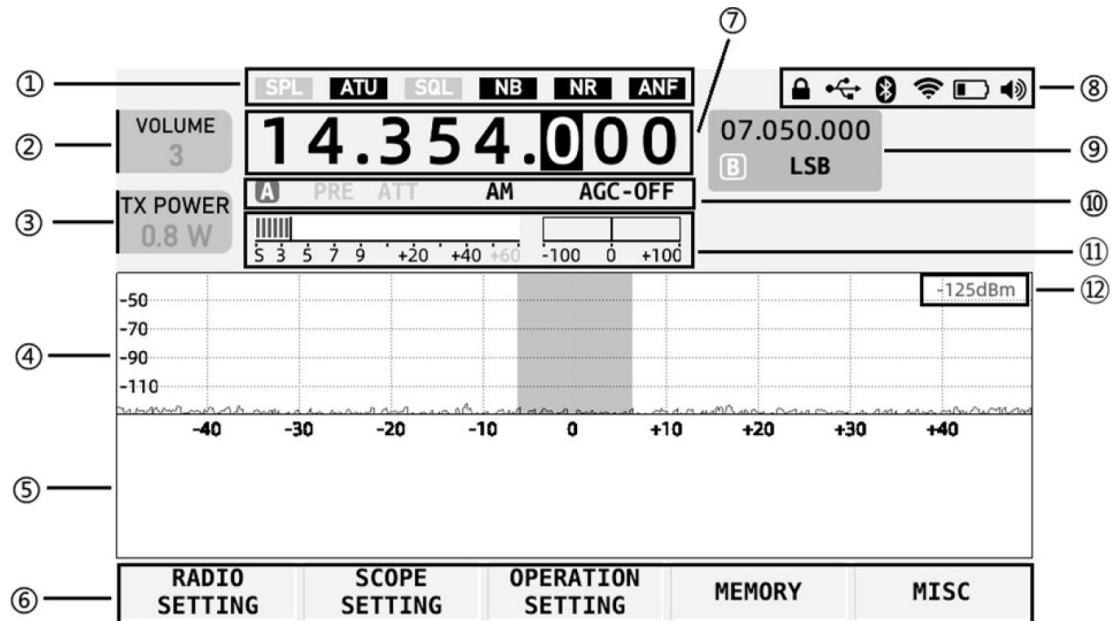 ⑦
① SPL ATU SQL NB NR ANF ⑧
② VOLUME
3
14.354.000
07.050.000
B LSB ⑨
③ TX POWER
0.8 W
A PRE ATT AM AGC-OFF ⑩
S 3 5 7 9 +20 +40 +60 -100 0 +100 ⑪
-125dBm ⑫
-50
-70
④ -90
-110
-40 -30 -20 -10 0 +10 +20 +30 +40
⑤
⑥ RADIO SETTING SCOPE SETTING OPERATION SETTING MEMORY MISC